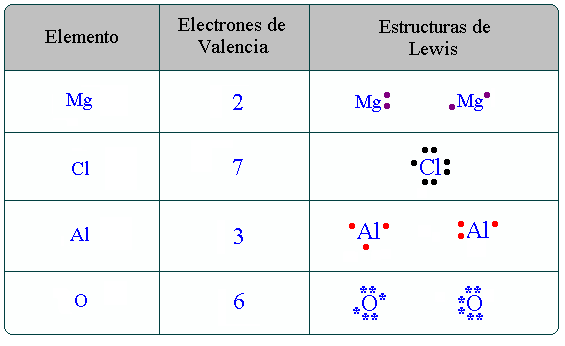 Elemento
Electrones de
Valencia
Estructuras de
Lewis
Mg
2
Mg
Mg
Cl
7
Cl
Al
3
Al
Al
O
6
O
O